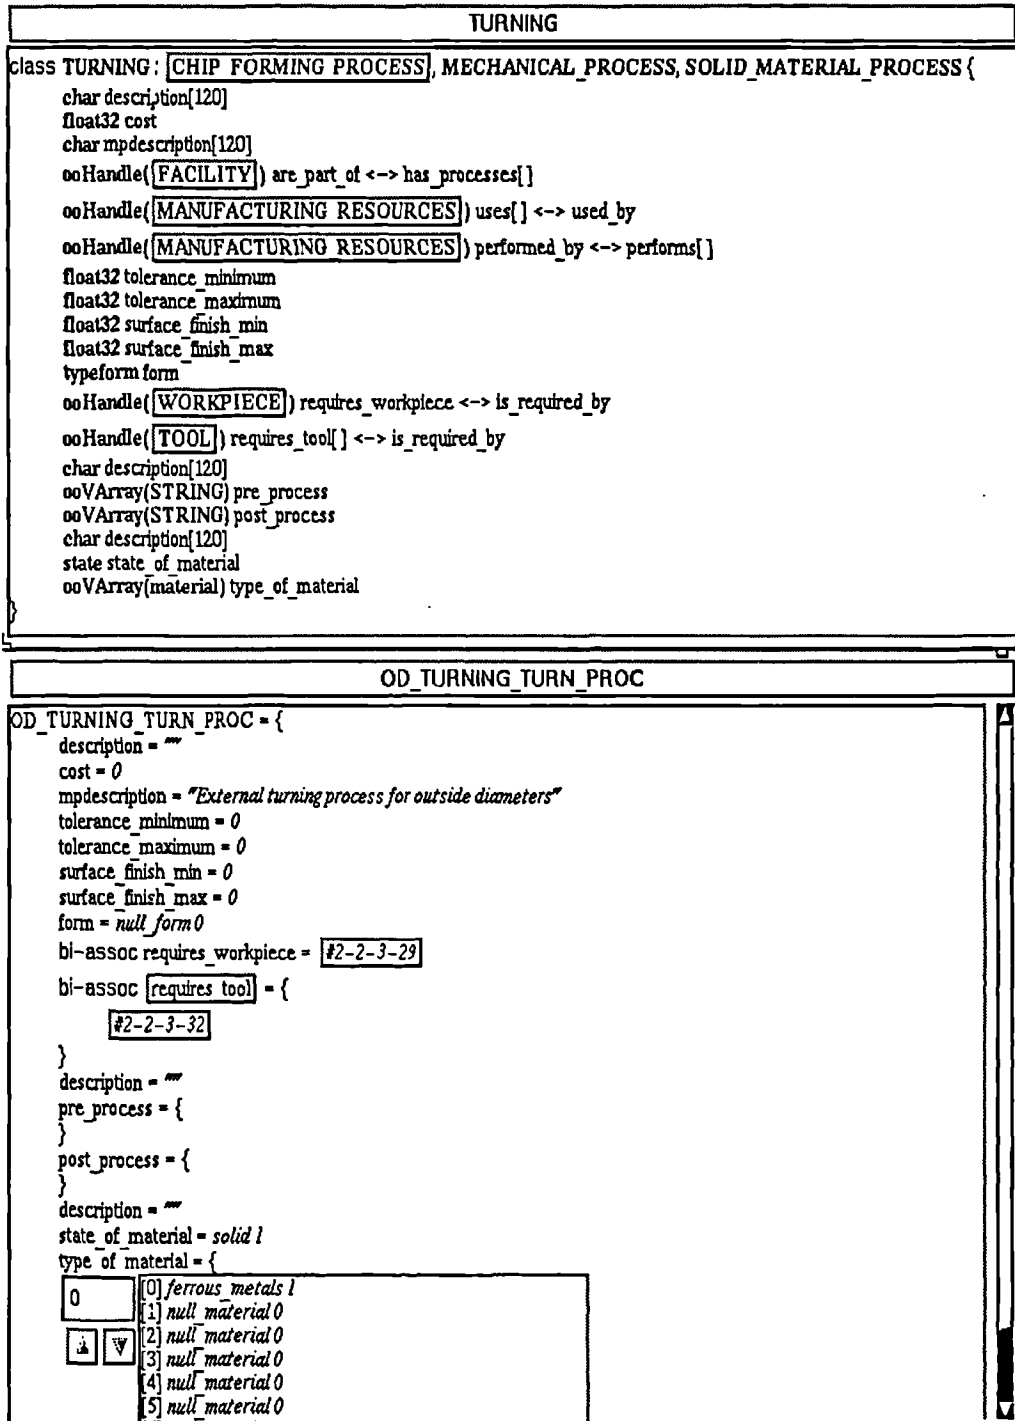 TURNING
class TURNING: CHIP FORMING PROCESS, MECHANICAL_PROCESS, SOLID_MATERIAL_PROCESS {
char description[120]
float32 cost
char mpdescription[120]
ooHandle(FACILITY) are_part_of <-> has_processes[]
ooHandle(MANUFACTURING RESOURCES) uses[] <-> used_by
ooHandle(MANUFACTURING RESOURCES) performed_by <-> performs[]
float32 tolerance_minimum
float32 tolerance_maximum
float32 surface_finish_min
float32 surface_finish_max
typeform form
ooHandle(WORKPIECE) requires_workpiece <-> is_required_by
ooHandle(TOOL) requires_tool[] <-> is_required_by
char description[120]
ooVArray(STRING) pre_process
ooVArray(STRING) post_process
char description[120]
state state_of_material
ooVArray(material) type_of_material
}
OD_TURNING_TURN_PROC
OD_TURNING_TURN_PROC = {
description = ""
cost = 0
mpdescription = "External turning process for outside diameters"
tolerance_minimum = 0
tolerance_maximum = 0
surface_finish_min = 0
surface_finish_max = 0
form = null_form 0
bi-assoc requires_workpiece = #2-2-3-29
bi-assoc requires tool = {
#2-2-3-32
}
description = ""
pre_process = {
}
post_process = {
}
description = ""
state_of_material = solid 1
type_of_material = {
0 [0] ferrous_metals 1
[1] null_material 0
[2] null_material 0
[3] null_material 0
[4] null_material 0
[5] null_material 0